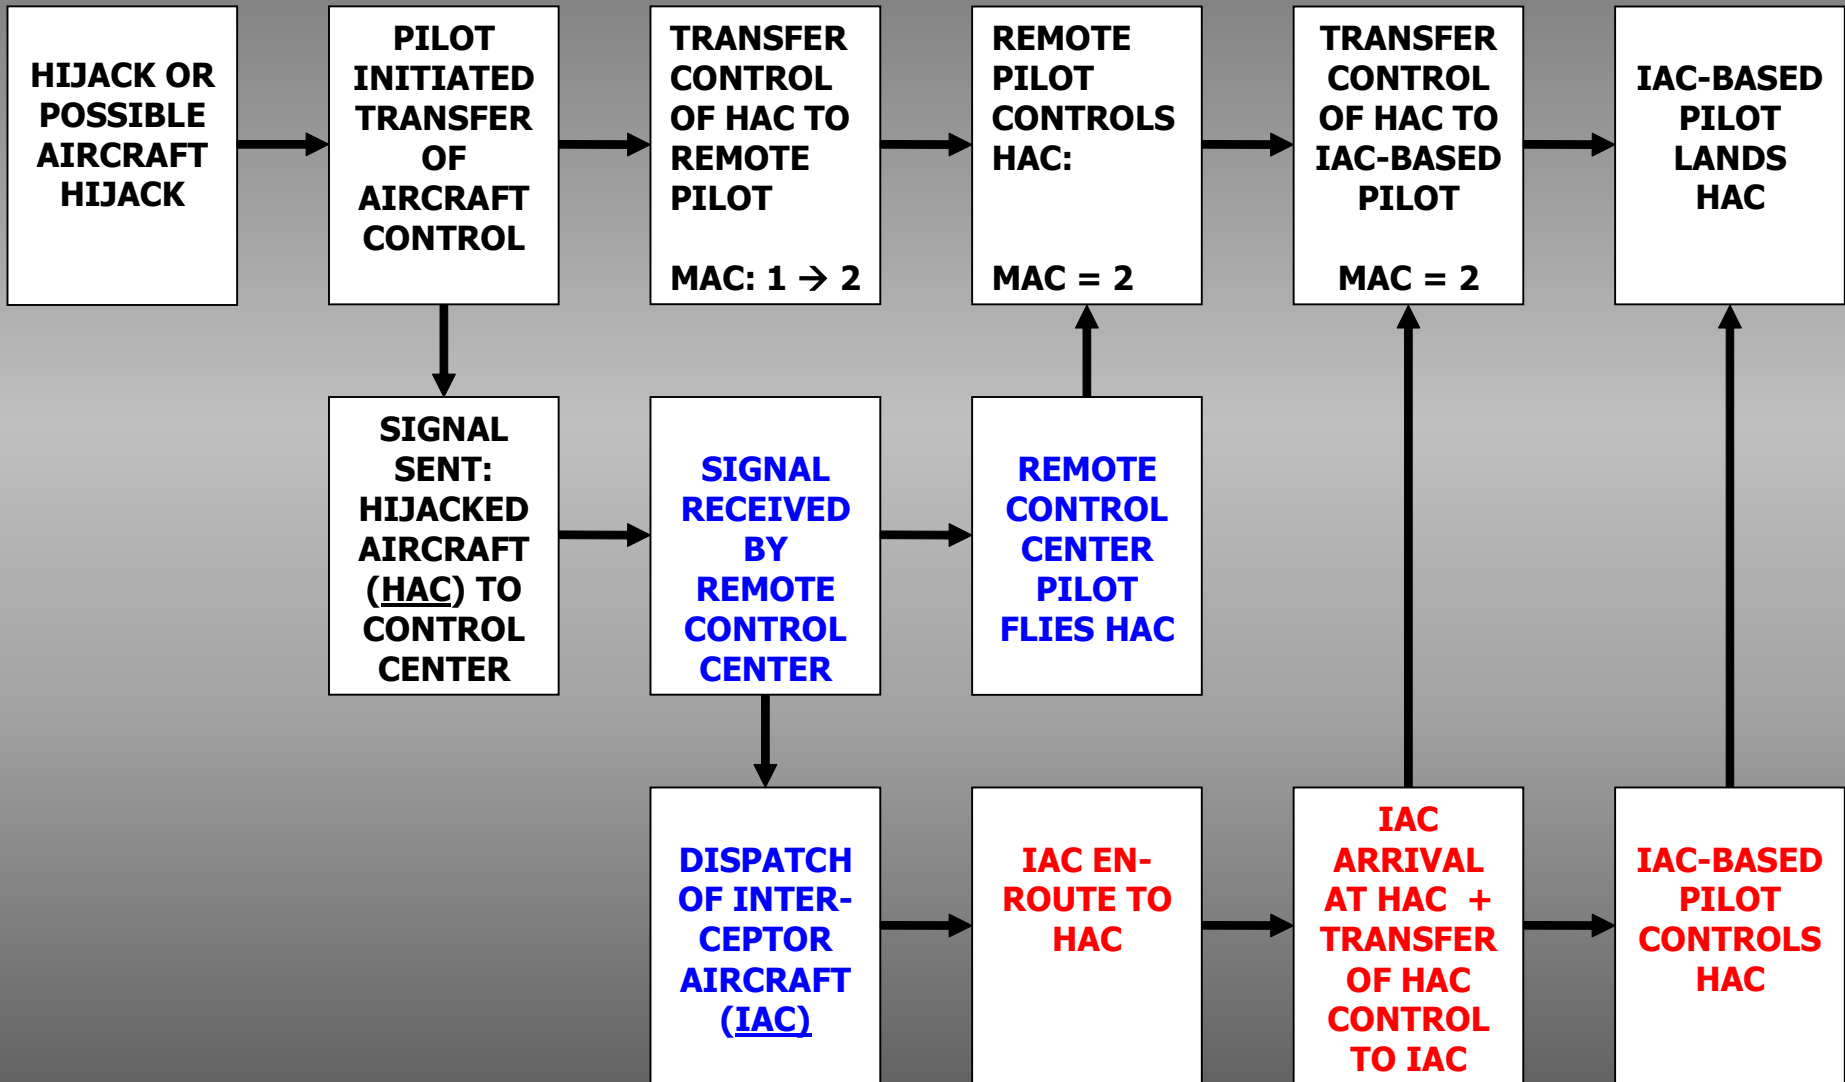 HIJACK OR
POSSIBLE
AIRCRAFT
HIJACK
PILOT
INITIATED
TRANSFER
OF
AIRCRAFT
CONTROL
TRANSFER
CONTROL
OF HAC TO
REMOTE
PILOT
MAC: 1 → 2
REMOTE
PILOT
CONTROLS
HAC:
MAC = 2
TRANSFER
CONTROL
OF HAC TO
IAC-BASED
PILOT
MAC = 2
IAC-BASED
PILOT
LANDS
HAC
SIGNAL
SENT:
HIJACKED
AIRCRAFT
(HAC) TO
CONTROL
CENTER
SIGNAL
RECEIVED
BY
REMOTE
CONTROL
CENTER
REMOTE
CONTROL
CENTER
PILOT
FLIES HAC
DISPATCH
OF INTER-
CEPTOR
AIRCRAFT
(IAC)
IAC EN-
ROUTE TO
HAC
IAC
ARRIVAL
AT HAC +
TRANSFER
OF HAC
CONTROL
TO IAC
IAC-BASED
PILOT
CONTROLS
HAC